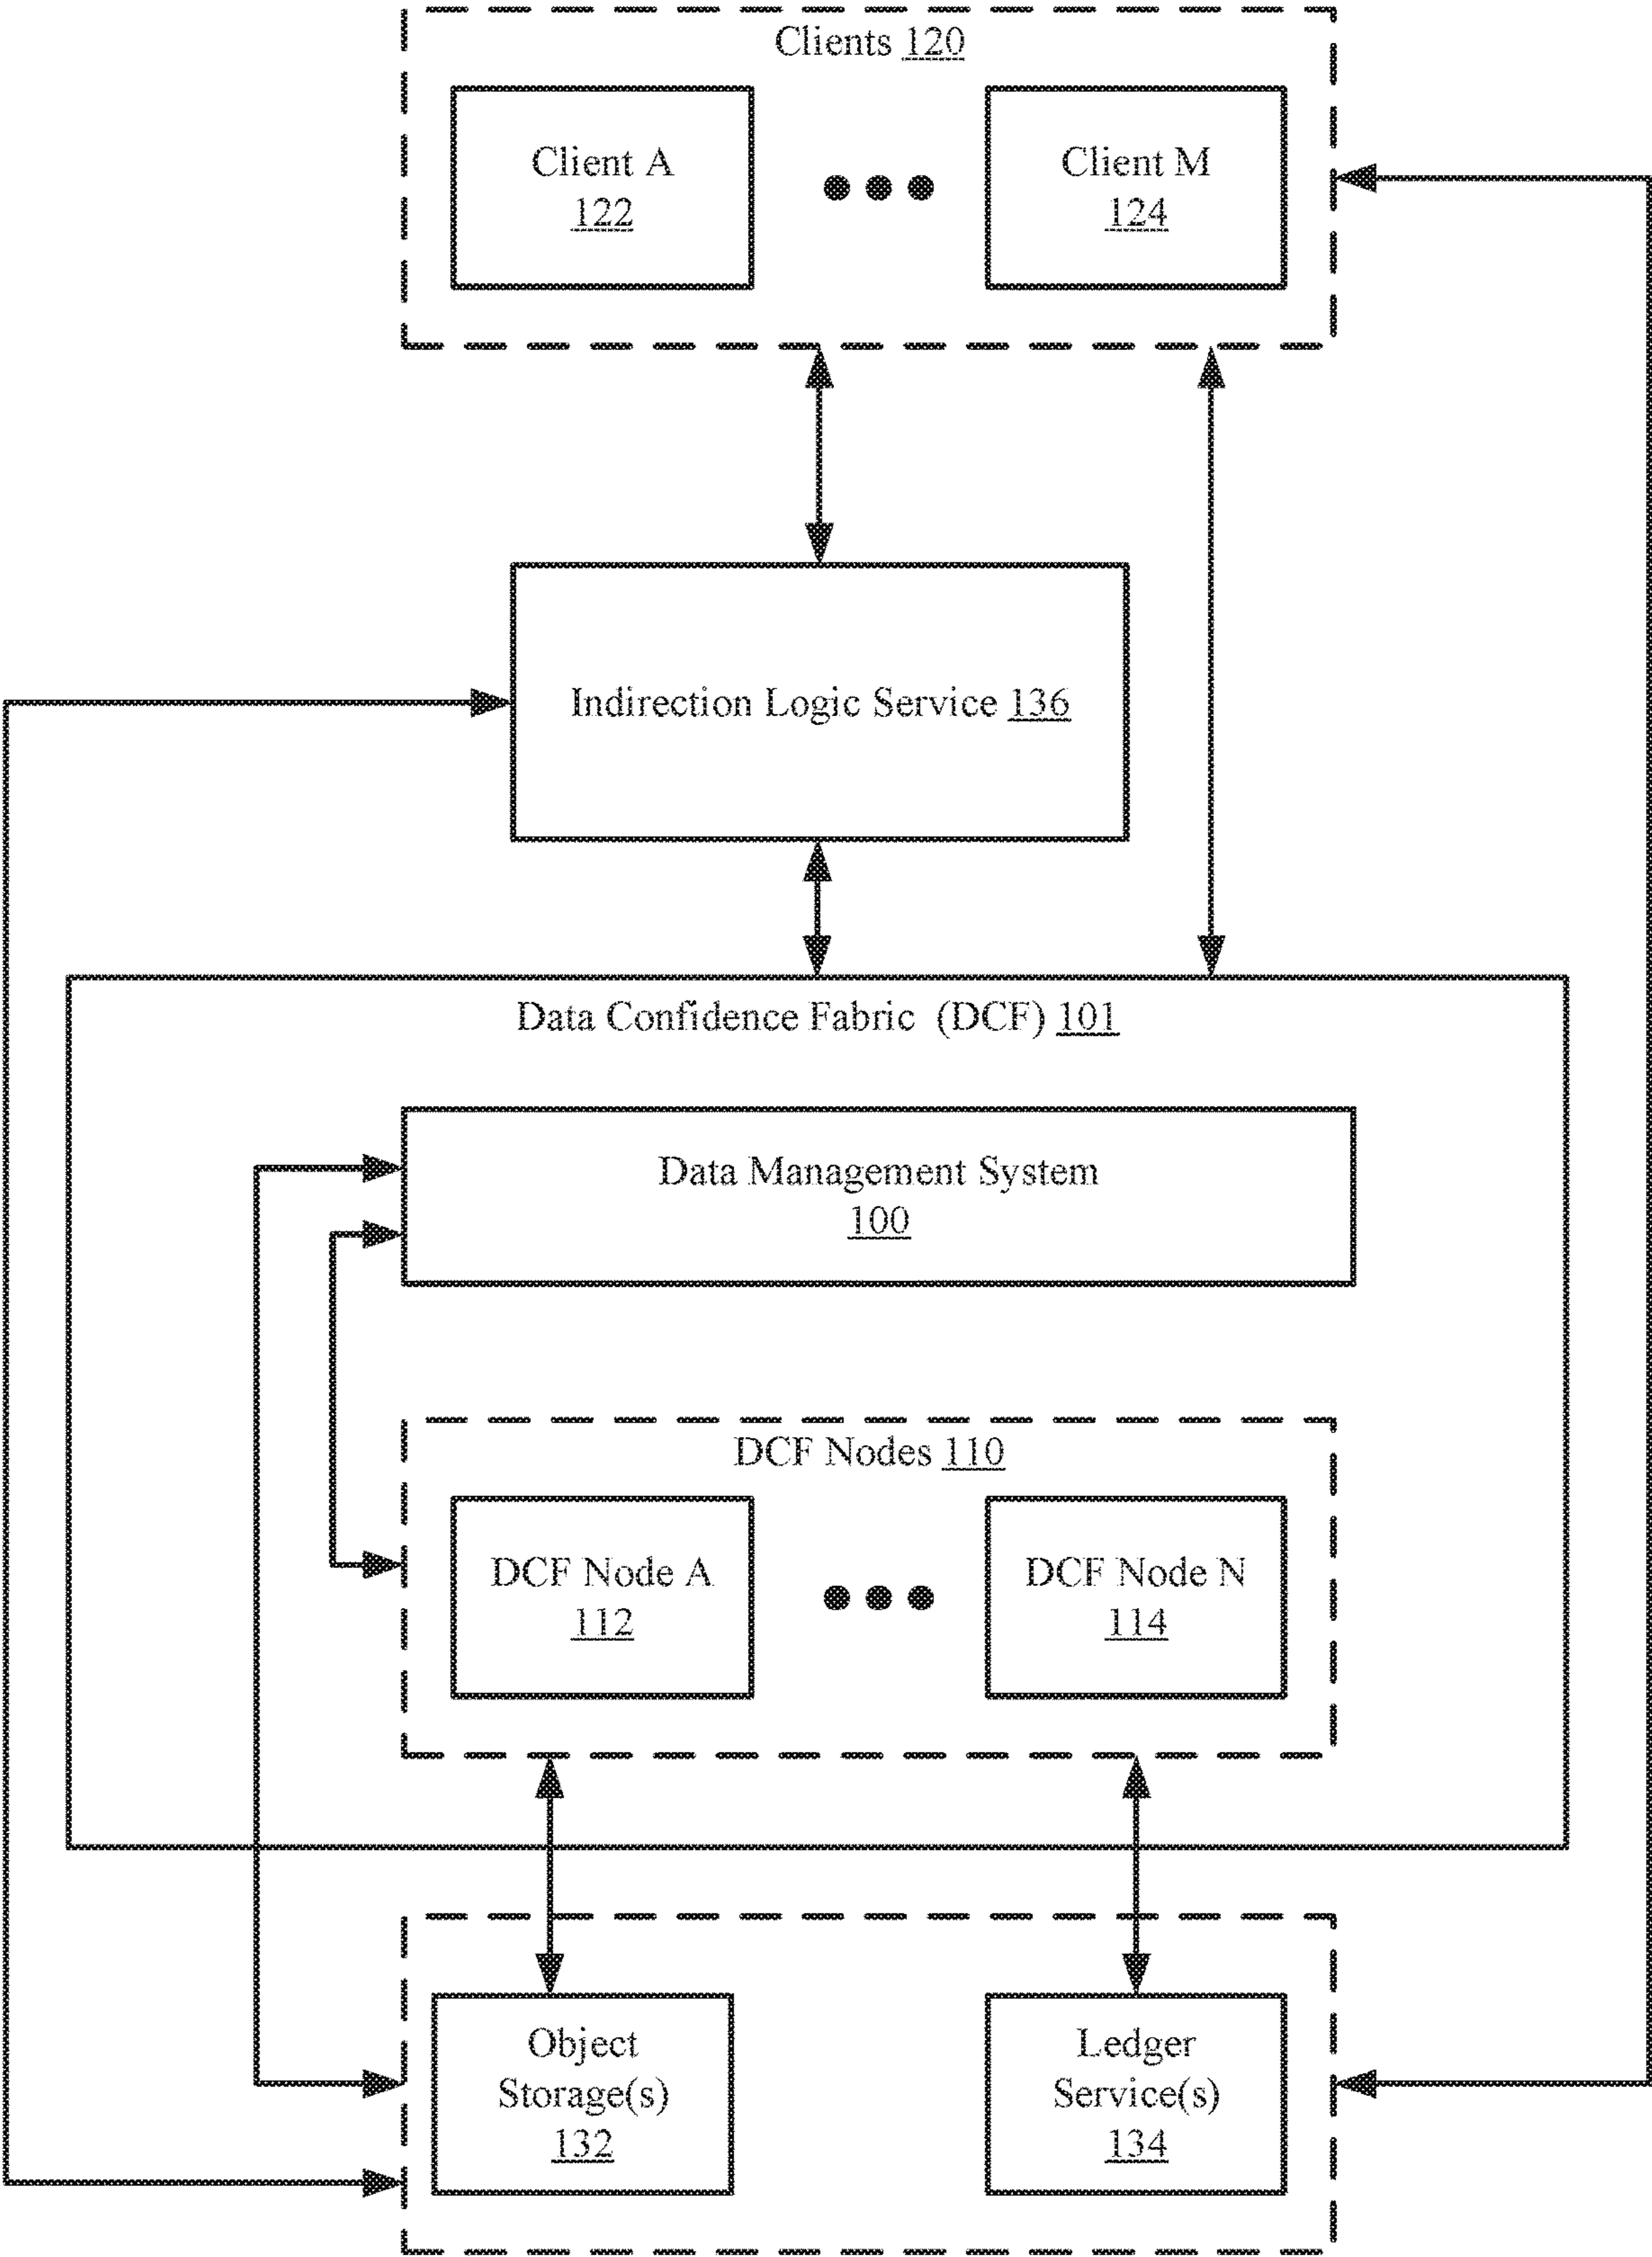 Clients 120
Client A
122
Client M
124
Indirection Logic Service 136
Data Confidence Fabric (DCF) 101
Data Management System
100
DCF Nodes 110
DCF Node A
112
DCF Node N
114
Object
Storage(s)
132
Ledger
Service(s)
134